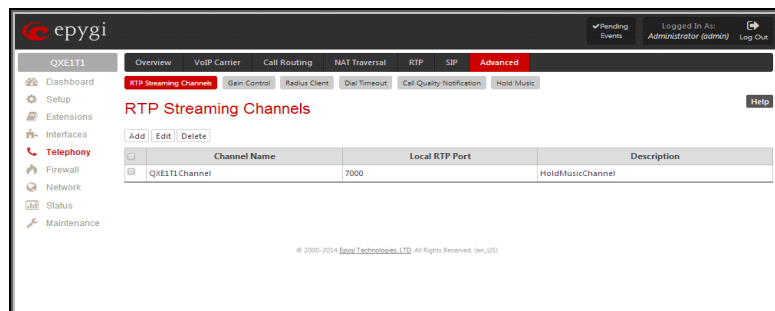 epygi
Pending Events
Logged In As:
Administrator (admin)
Log Out
QXE1T1
Overview VoIP Carrier Call Routing NAT Traversal RTP SIP Advanced
Dashboard
Setup
Extensions
Interfaces
Telephony
Firewall
Network
Status
Maintenance
RTP Streaming Channels Gain Control Radius Client Dial Timeout Call Quality Notification Hold Music
RTP Streaming Channels
Help
Add Edit Delete
Channel Name Local RTP Port Description
QXE1T1Channel 7000 HoldMusicChannel
© 2000-2014 Epygi Technologies, LTD. All Rights Reserved. (en_US)